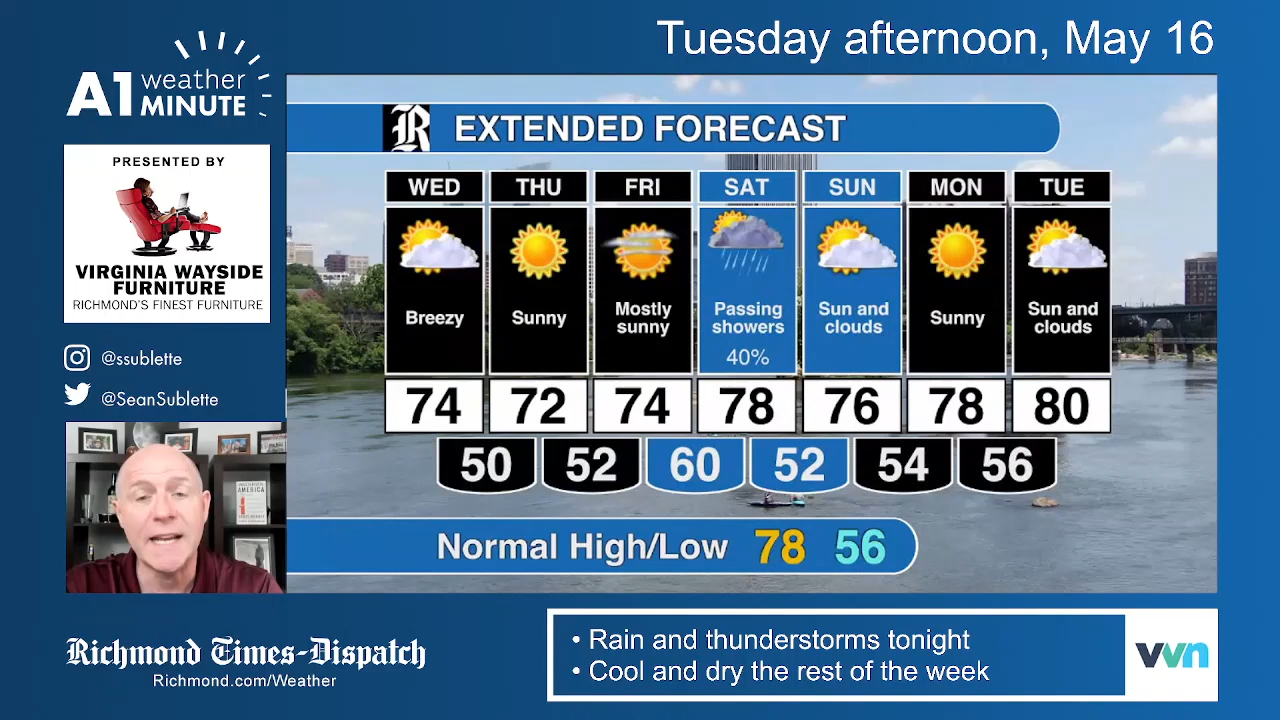 Tuesday afternoon, May 16
A1 weather
MINUTE
PRESENTED BY
VIRGINIA WAYSIDE
FURNITURE
RICHMOND'S FINEST FURNITURE
@ssublette
@SeanSublette
R EXTENDED FORECAST
WED THU FRI SAT SUN MON TUE
Breezy Sunny Mostly sunny Passing showers Sun and clouds Sunny Sun and clouds
40%
74 72 74 78 76 78 80
50 52 60 52 54 56
Normal High/Low 78 56
AMERICA
Richmond Times-Dispatch
Richmond.com/Weather
• Rain and thunderstorms tonight
• Cool and dry the rest of the week
vvn